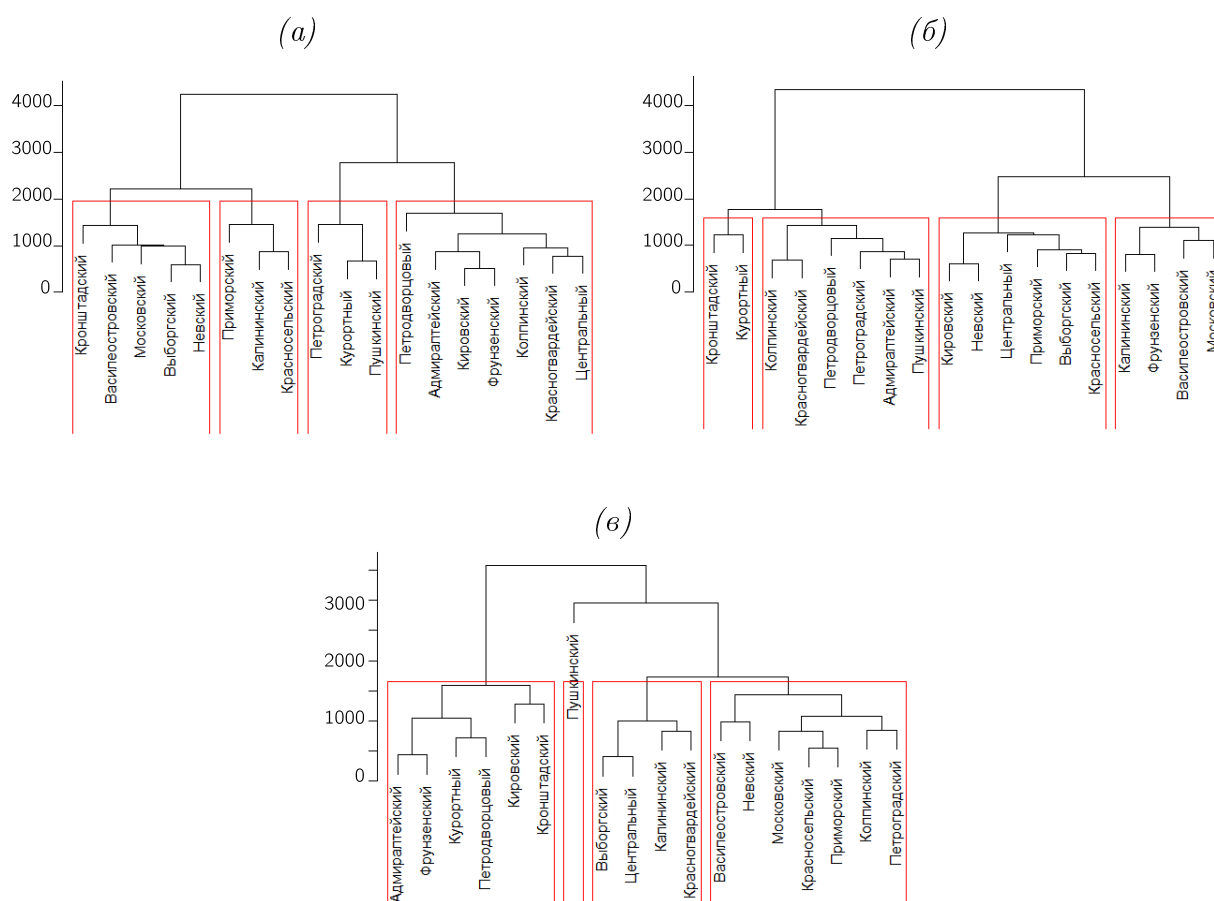 (а)
4000
3000
2000
1000
0
Кронштадский
Василеостровский
Московский
Выборгский
Невский
Приморский
Калининский
Красносельский
Петроградский
Курортный
Пушкинский
Петродворцовый
Адмиралтейский
Кировский
Фрунзенский
Колпинский
Красногвардейский
Центральный
(б)
4000
3000
2000
1000
0
Кронштадский
Курортный
Колпинский
Красногвардейский
Петродворцовый
Петроградский
Адмиралтейский
Пушкинский
Кировский
Невский
Центральный
Приморский
Выборгский
Красносельский
Калининский
Фрунзенский
Василеостровский
Московский
(в)
3000
2000
1000
0
Адмиралтейский
Фрунзенский
Курортный
Петродворцовый
Кировский
Кронштадский
Пушкинский
Выборгский
Центральный
Калининский
Красногвардейский
Василеостровский
Невский
Московский
Красносельский
Приморский
Колпинский
Петроградский